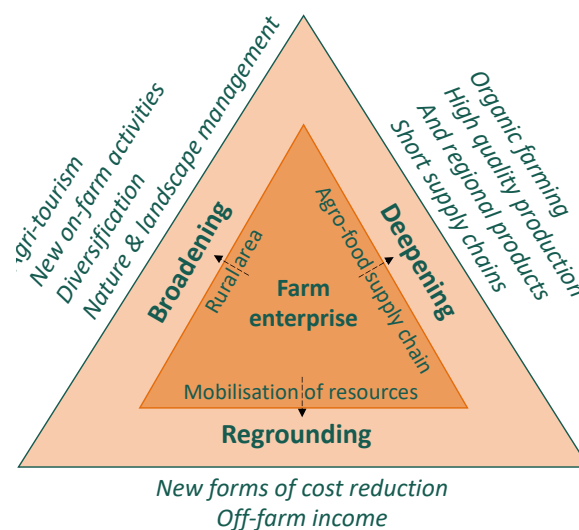 gri-tourism
New on-farm activities
Diversification
Nature & landscape management
Broadening
Rural area
Organic farming
High quality production
And regional products
Short supply chains
Deepening
Agro-food supply chain
Farm
enterprise
Mobilisation of resources
Regrounding
New forms of cost reduction
Off-farm income